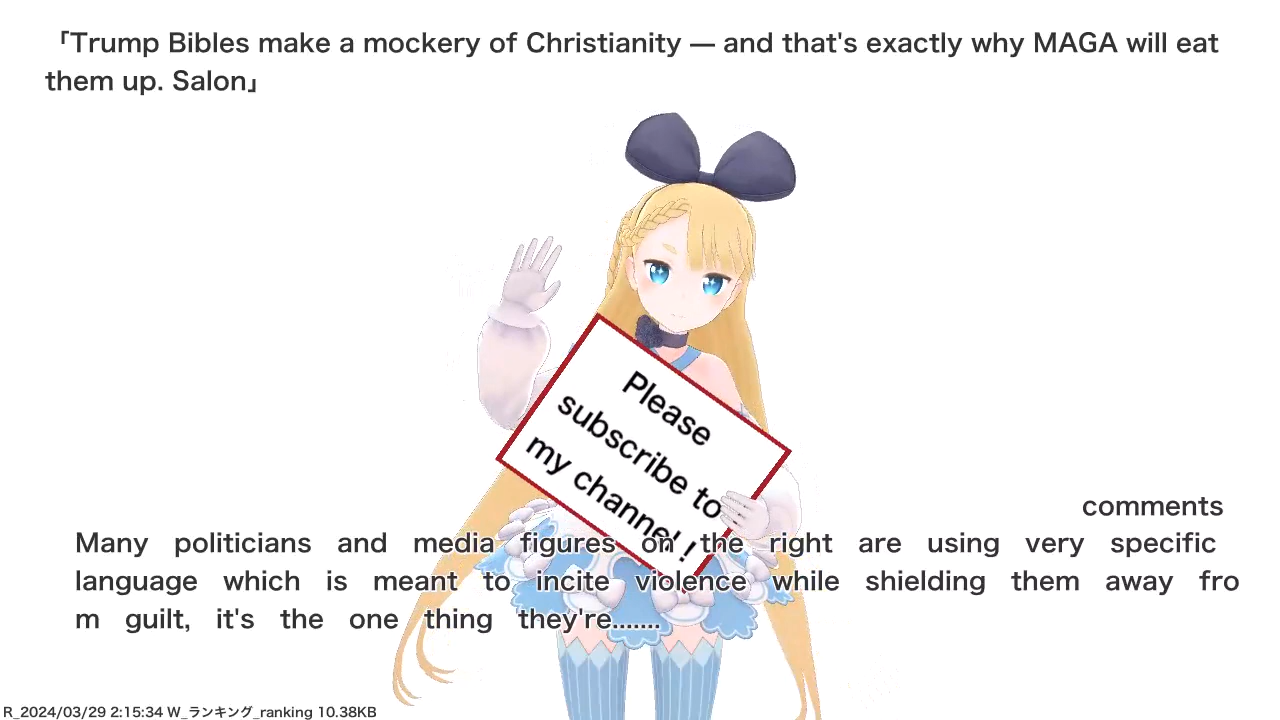 「Trump Bibles make a mockery of Christianity — and that's exactly why MAGA will eat
them up. Salon」
Please
subscribe to
my channel !
comments
Many politicians and media figures on the right are using very specific
language which is meant to incite violence while shielding them away fro
m guilt, it's the one thing they're.......
R_2024/03/29 2:15:34 W_ランキング_ranking 10.38KB